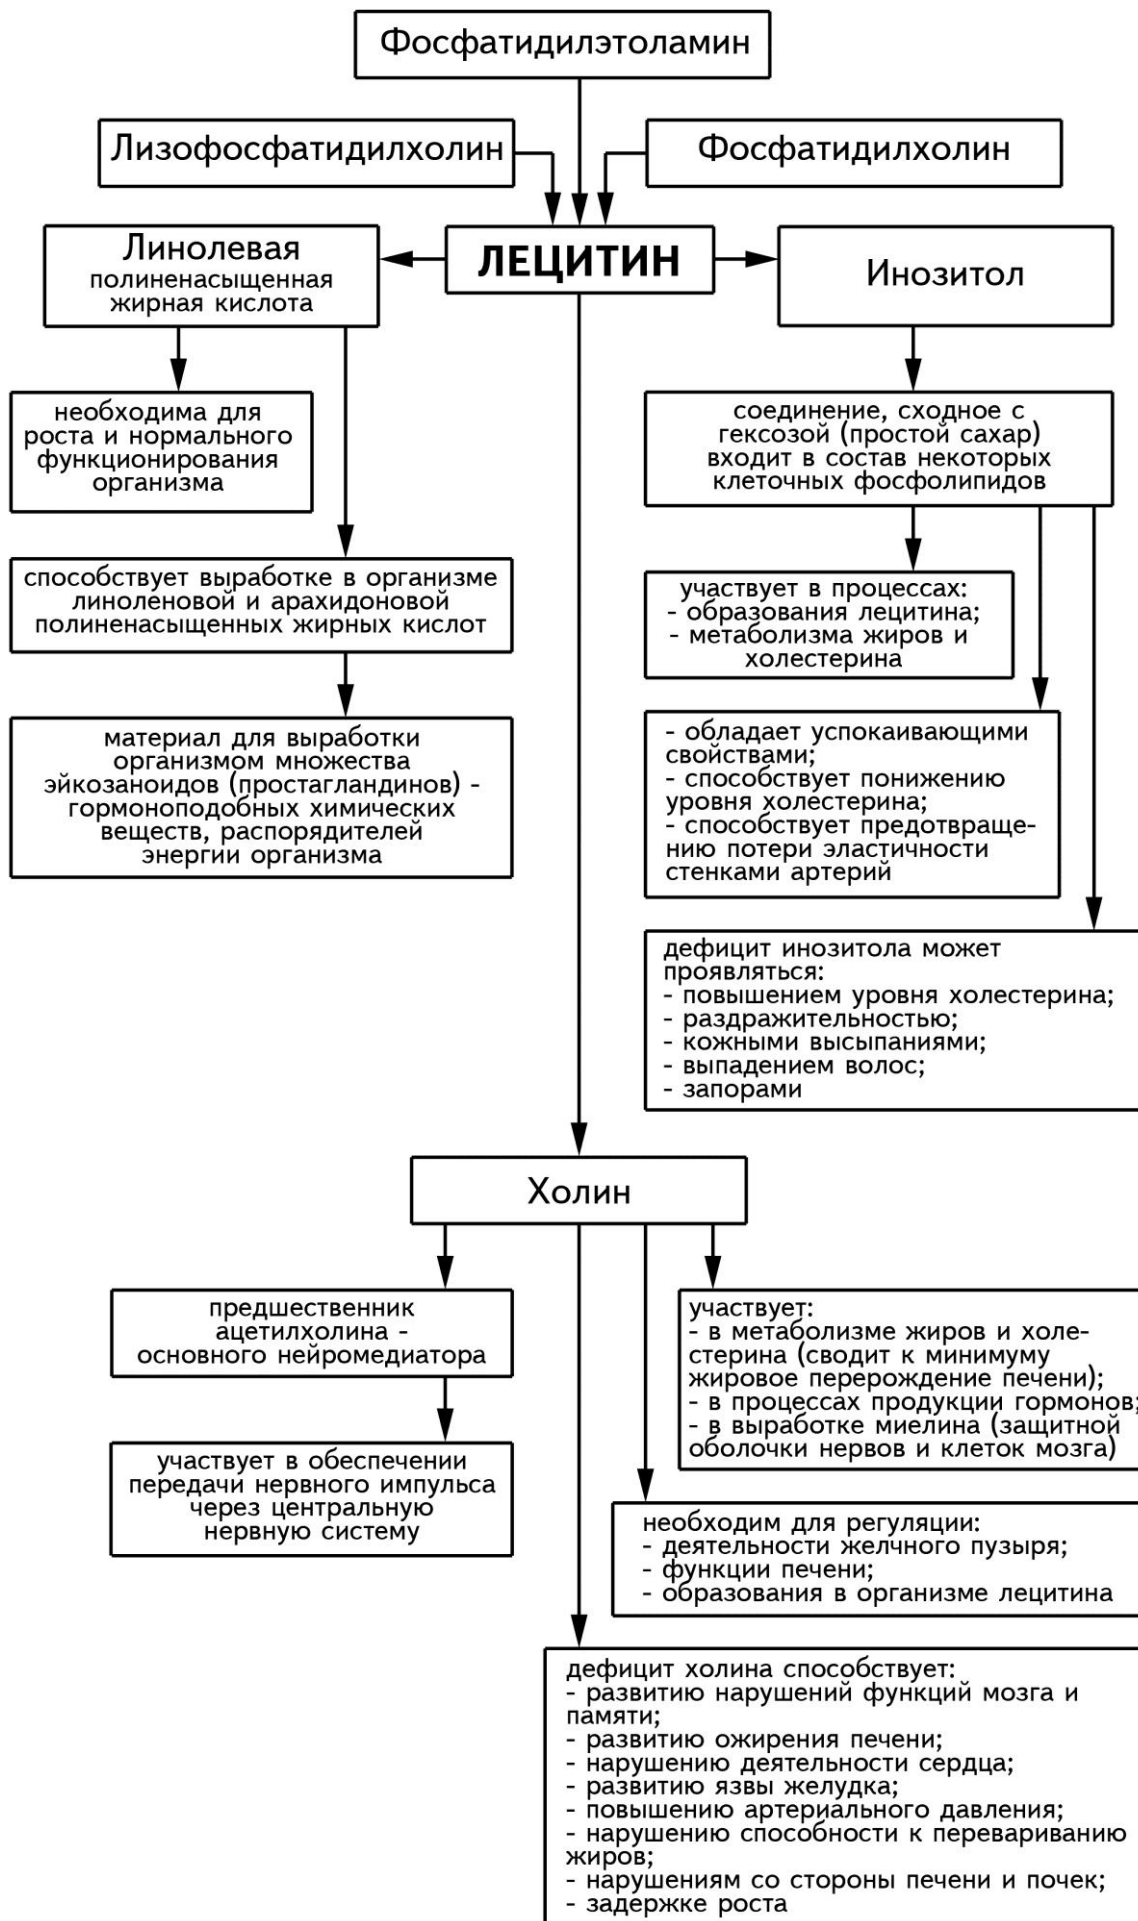 Фосфатидилэтоламин
Лизофосфатидилхолин
Фосфатидилхолин
Линолевая
полиненасыщенная
жирная кислота
ЛЕЦИТИН
Инозитол
необходима для
роста и нормального
функционирования
организма
соединение, сходное с
гексозой (простой сахар)
входит в состав некоторых
клеточных фосфолипидов
способствует выработке в организме
линоленовой и арахидоновой
полиненасыщенных жирных кислот
участвует в процессах:
- образования лецитина;
- метаболизма жиров и
холестерина
материал для выработки
организмом множества
эйкозаноидов (простагландинов) -
гормоноподобных химических
веществ, распорядителей
энергии организма
- обладает успокаивающими
свойствами;
- способствует понижению
уровня холестерина;
- способствует предотвраще-
нию потери эластичности
стенками артерий
дефицит инозитола может
проявляться:
- повышением уровня холестерина;
- раздражительностью;
- кожными высыпаниями;
- выпадением волос;
- запорами
Холин
предшественник
ацетилхолина -
основного нейромедиатора
участвует в обеспечении
передачи нервного импульса
через центральную
нервную систему
участвует:
- в метаболизме жиров и холе-
стерина (сводит к минимуму
жировое перерождение печени);
- в процессах продукции гормонов;
- в выработке миелина (защитной
оболочки нервов и клеток мозга)
необходим для регуляции:
- деятельности желчного пузыря;
- функции печени;
- образования в организме лецитина
дефицит холина способствует:
- развитию нарушений функций мозга и
памяти;
- развитию ожирения печени;
- нарушению деятельности сердца;
- развитию язвы желудка;
- повышению артериального давления;
- нарушению способности к перевариванию
жиров;
- нарушениям со стороны печени и почек;
- задержке роста